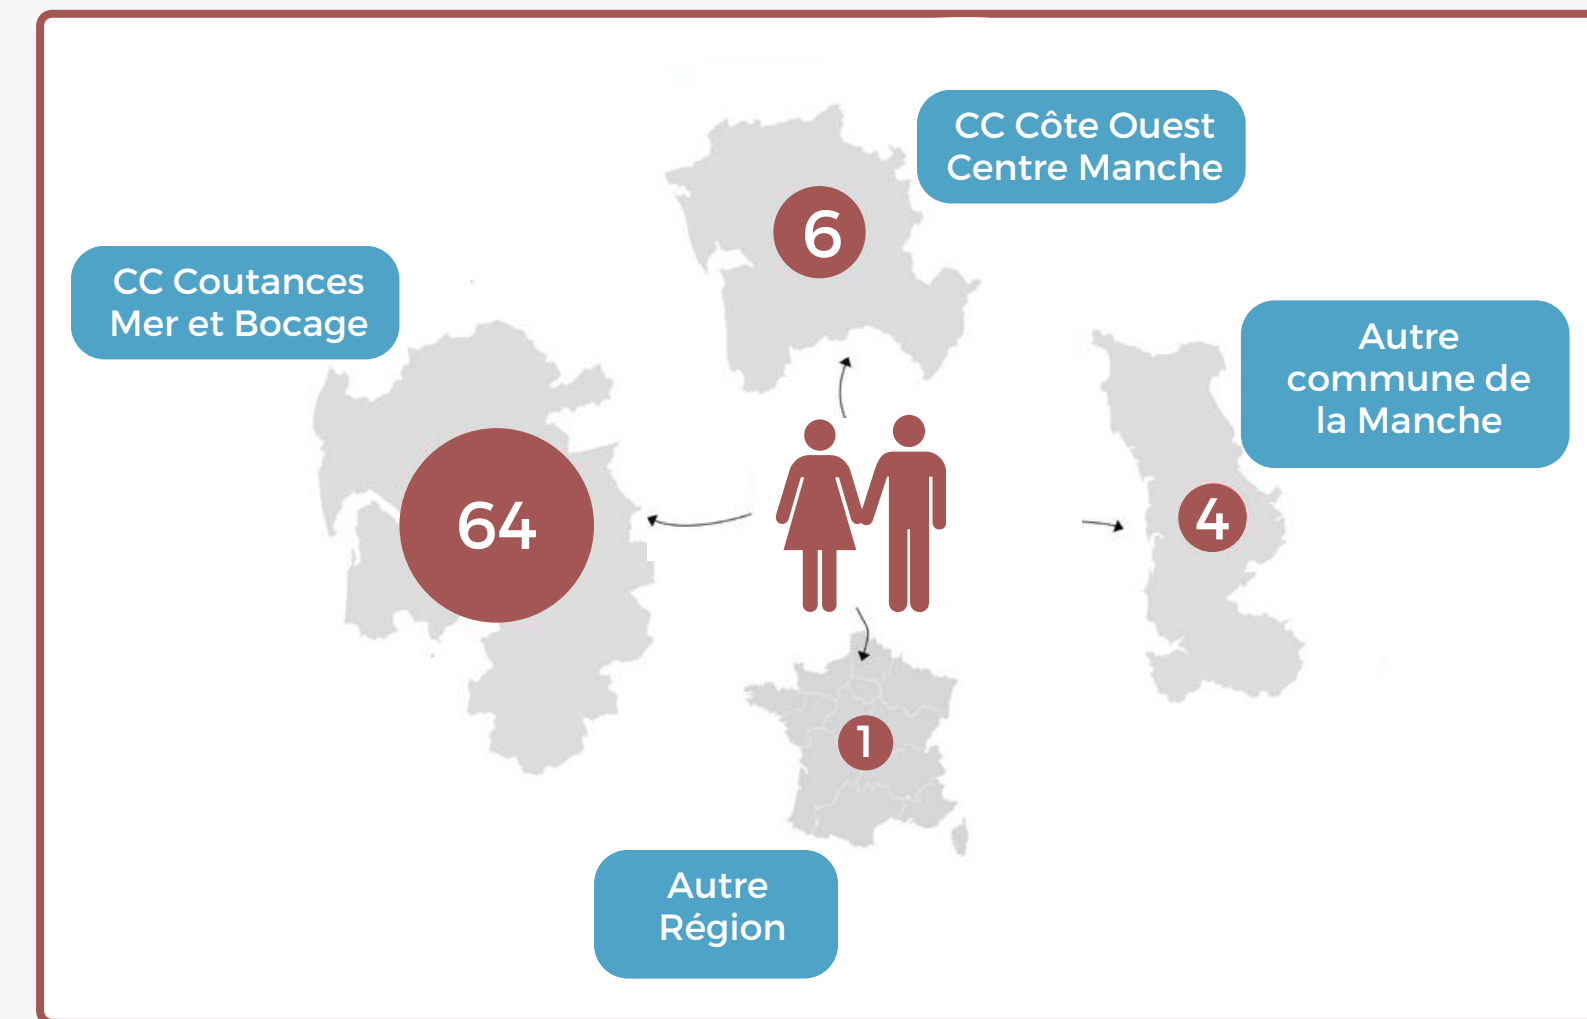 CC Côte Ouest
Centre Manche
6
CC Coutances
Mer et Bocage
64
Autre
commune de
la Manche
4
1
Autre
Région